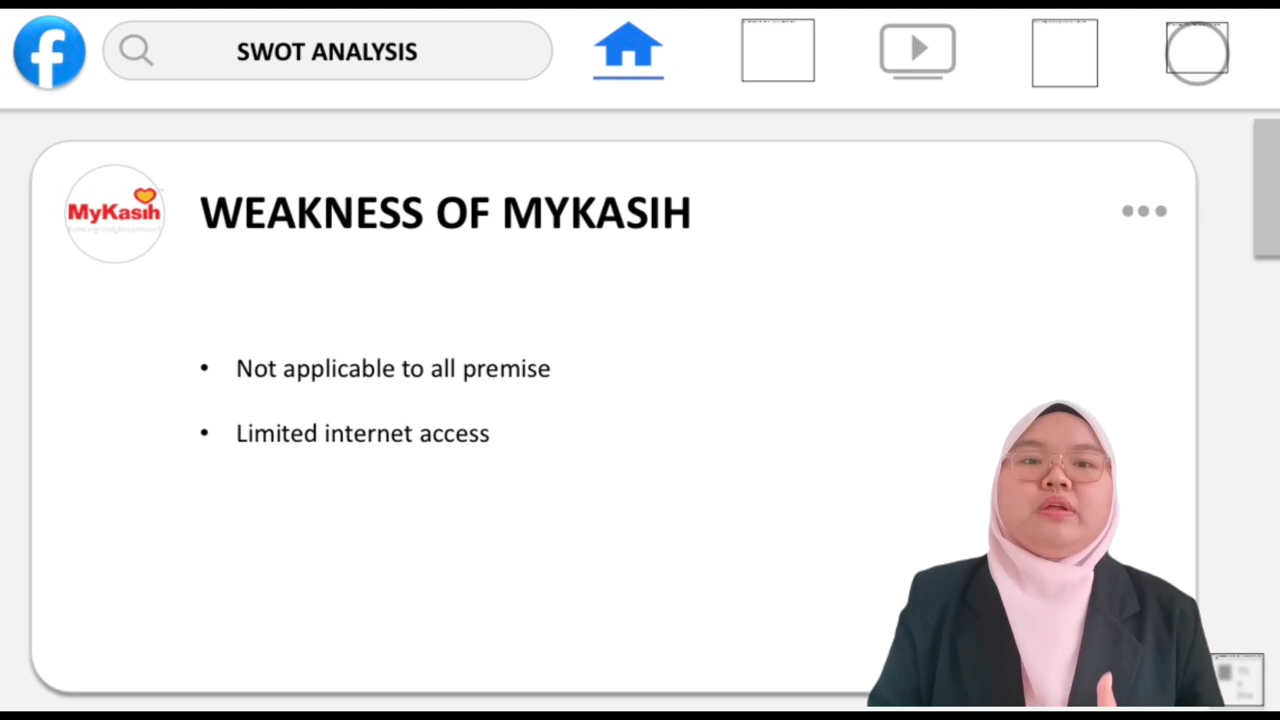 SWOT ANALYSIS
MyKasih
WEAKNESS OF MYKASIH
• Not applicable to all premise
• Limited internet access